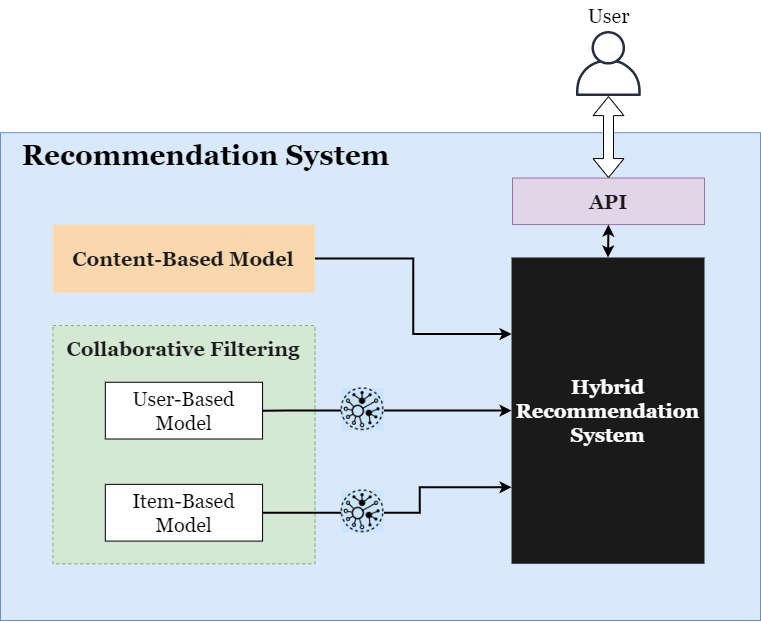 User
Recommendation System
API
Content-Based Model
Collaborative Filtering
User-Based
Model
Item-Based
Model
Hybrid
Recommendation
System